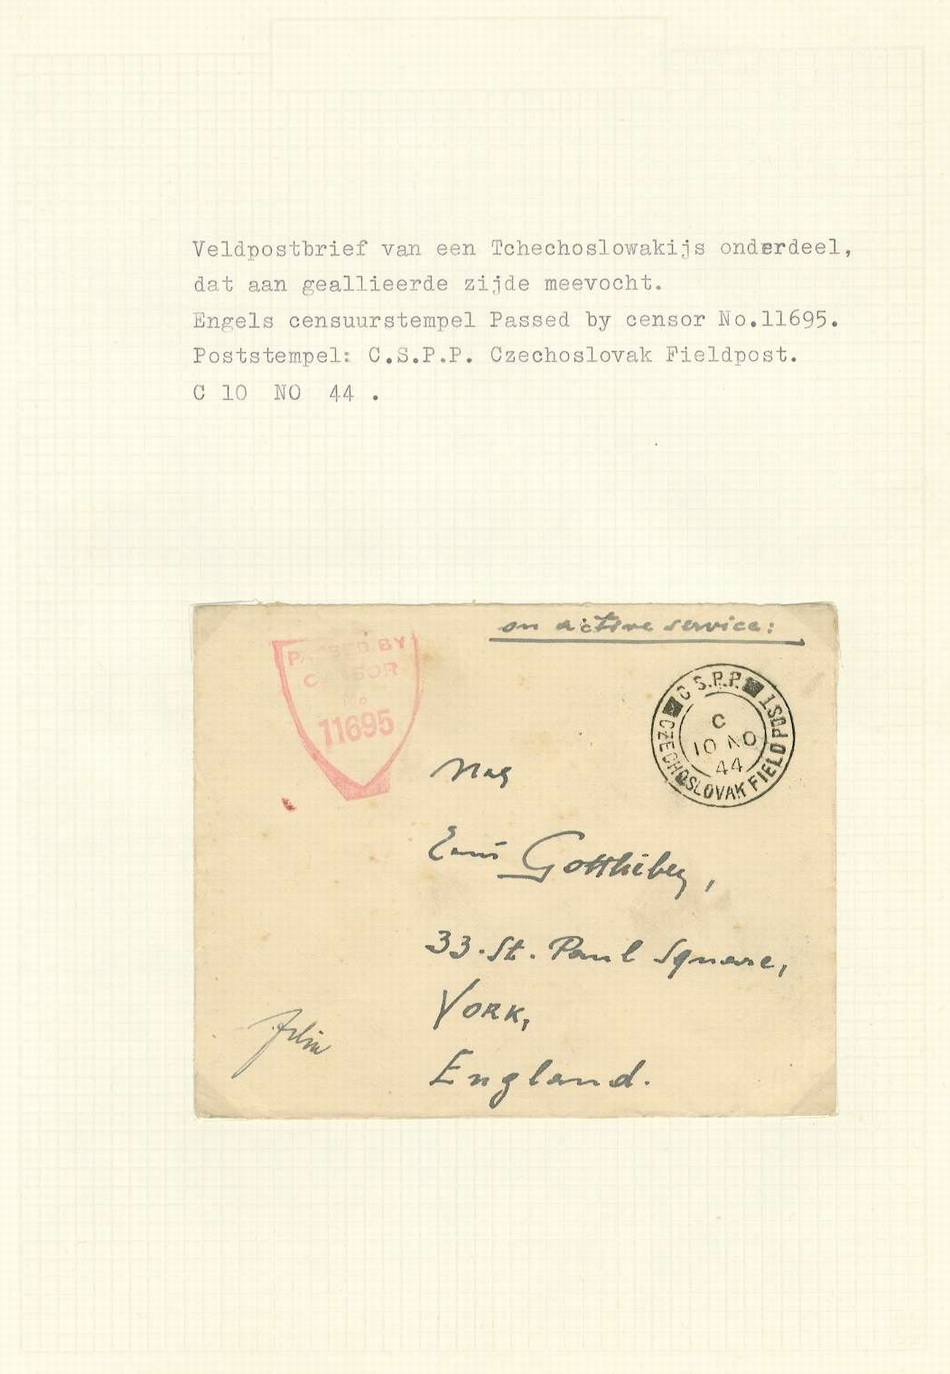 Veldpostbrief van een Tchechoslowakijs onderdeel,
dat aan geallieerde zijde meevocht.
Engels censuurstempel Passed by censor No.11695.
Poststempel: C.S.P.P. Czechoslovak Fieldpost.
C 10 NO 44 .
on active service:
PASSED BY
CENSOR
No
11695
C.S.P.P.
CZECHOSLOVAK FIELD POST
C
10 NO
44
33. St. Paul Square,
YORK,
England.